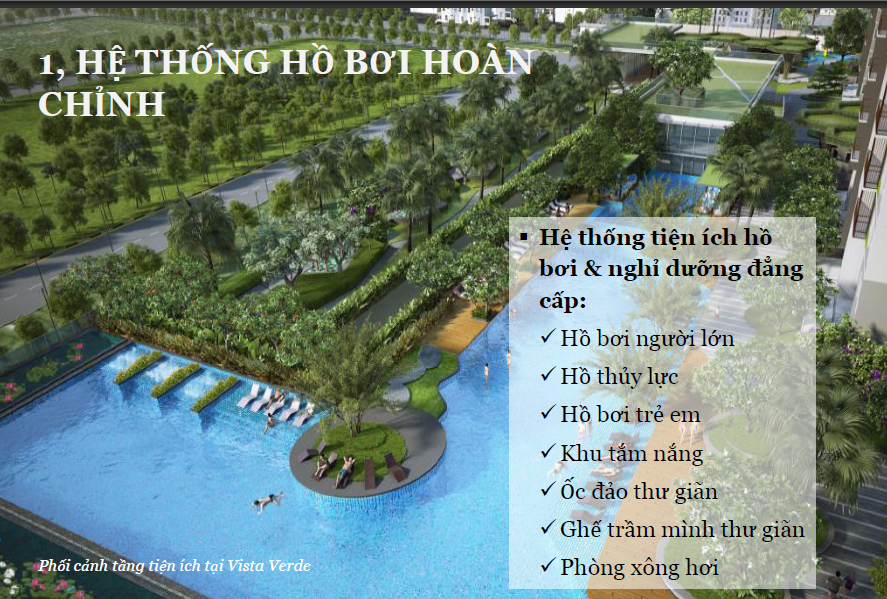 1, HỆ THỐNG HỒ BƠI HOÀN
CHỈNH
▪ Hệ thống tiện ích hồ
bơi & nghỉ dưỡng đẳng
cấp:
✓ Hồ bơi người lớn
✓ Hồ thủy lực
✓ Hồ bơi trẻ em
✓ Khu tắm nắng
✓ Ốc đảo thư giãn
✓ Ghế trầm mình thư giãn
✓ Phòng xông hơi
Phối cảnh tầng tiện ích tại Vista Verde